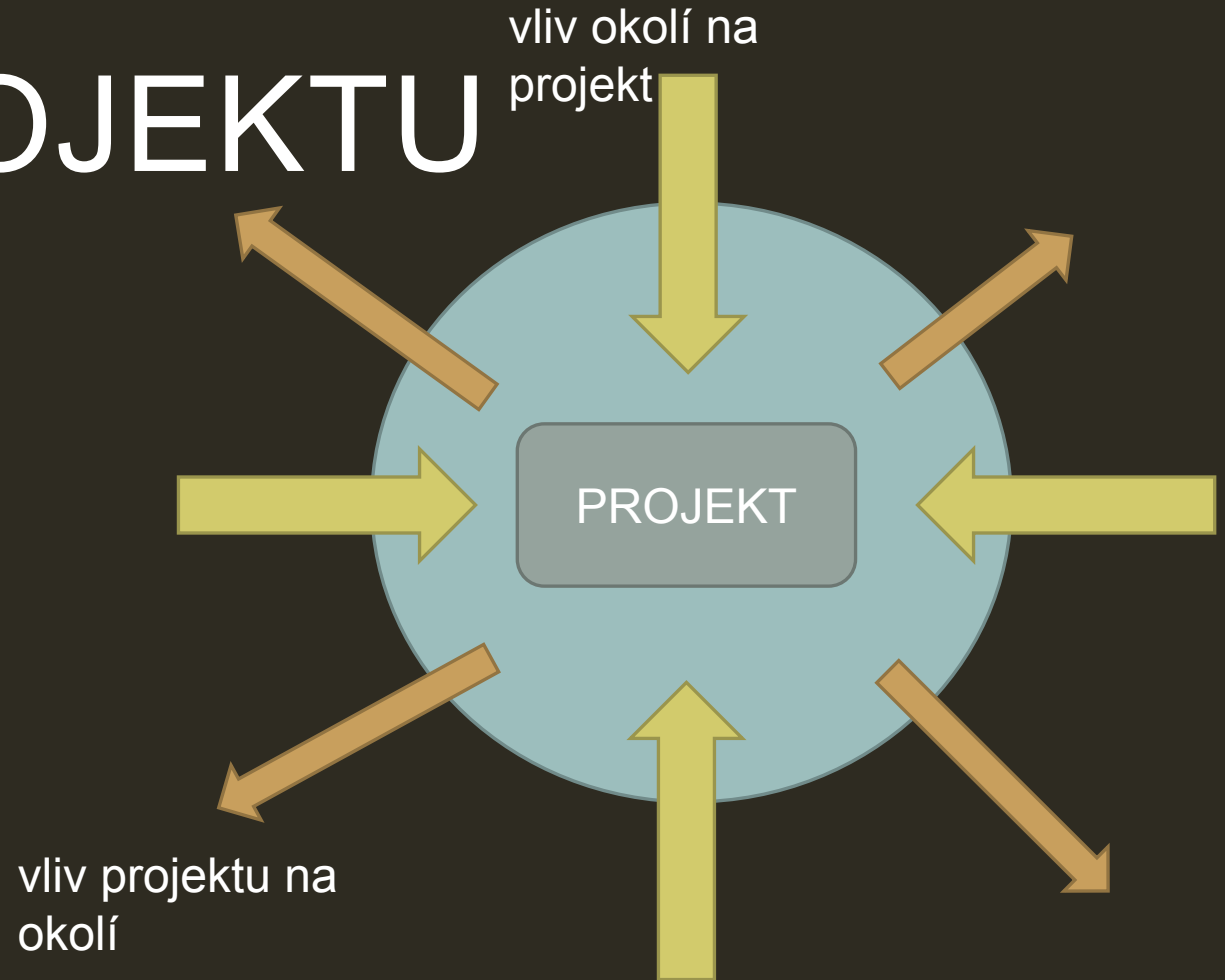 vliv okolí na
projekt
OJEKTU
PROJEKT
vliv projektu na
okolí